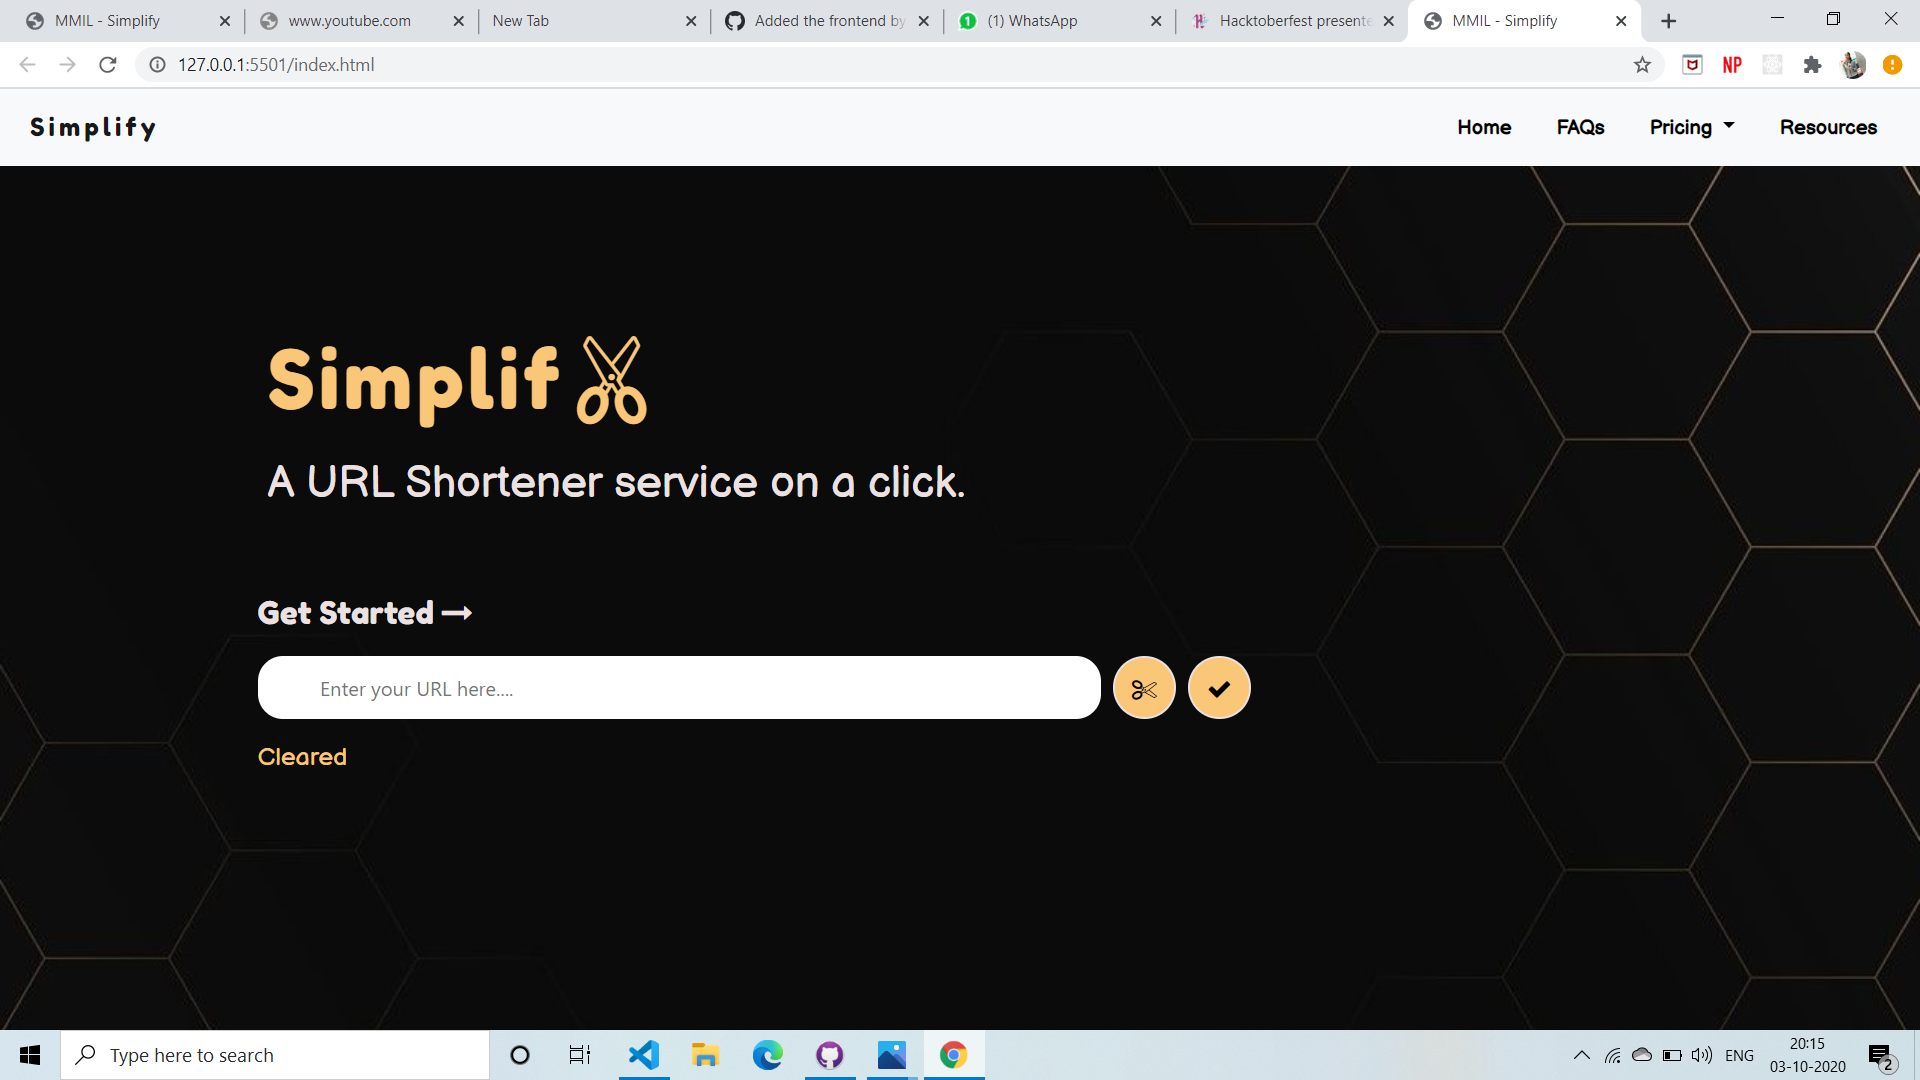 MMIL - Simplify
www.youtube.com
New Tab
Added the frontend by
(1) WhatsApp
Hacktoberfest presente
MMIL - Simplify
127.0.0.1:5501/index.html
NP
Simplify
Home
FAQs
Pricing
Resources
Simplif
A URL Shortener service on a click.
Get Started
Enter your URL here....
Cleared
Type here to search
ENG
20:15
03-10-2020
2